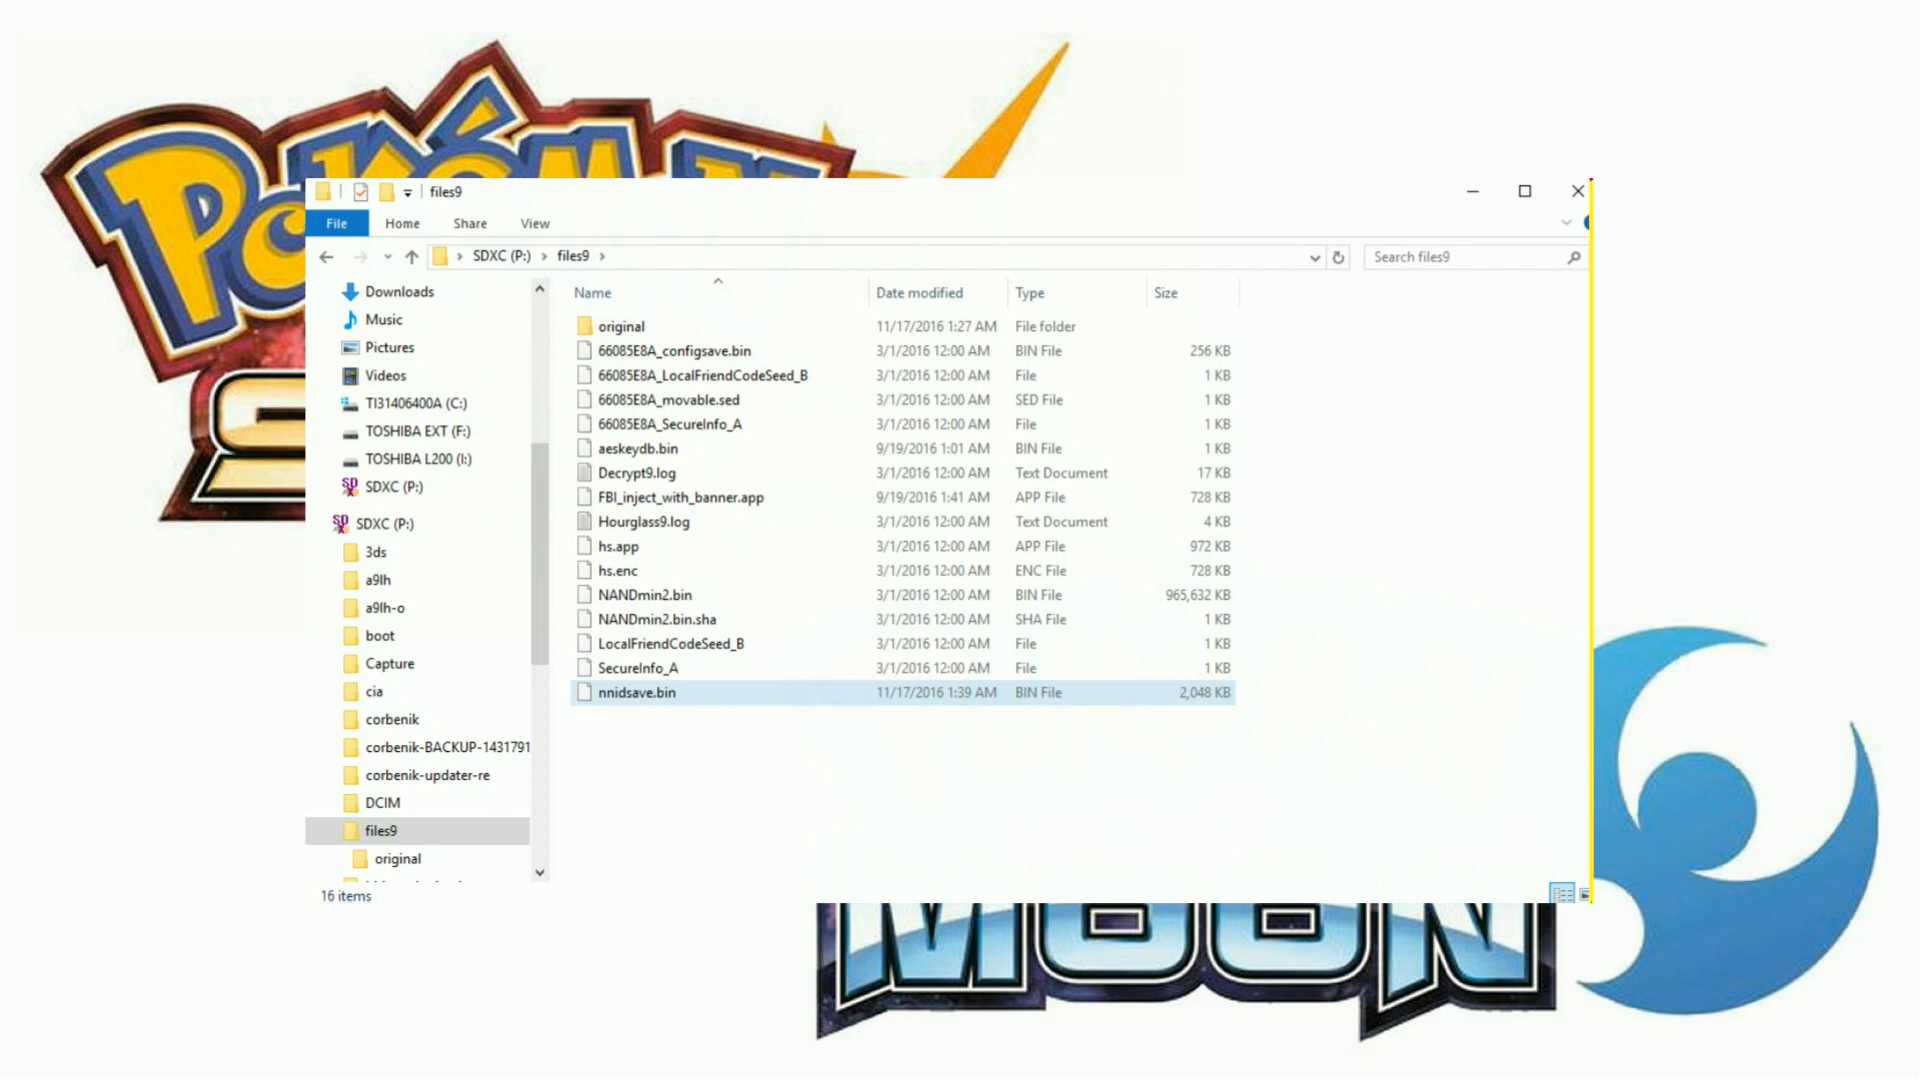 POKÉMON
files9
File Home Share View
SDXC (P:) files9
Search files9
Downloads
Music
Pictures
Videos
TI31406400A (C:)
TOSHIBA EXT (F:)
TOSHIBA L200 (I:)
SDXC (P:)
SDXC (P:)
3ds
a9lh
a9lh-o
boot
Capture
cia
corbenik
corbenik-BACKUP-1431791
corbenik-updater-re
DCIM
files9
original
Name Date modified Type Size
original 11/17/2016 1:27 AM File folder
66085E8A_configsave.bin 3/1/2016 12:00 AM BIN File 256 KB
66085E8A_LocalFriendCodeSeed_B 3/1/2016 12:00 AM File 1 KB
66085E8A_movable.sed 3/1/2016 12:00 AM SED File 1 KB
66085E8A_SecureInfo_A 3/1/2016 12:00 AM File 1 KB
aeskeydb.bin 9/19/2016 1:01 AM BIN File 1 KB
Decrypt9.log 3/1/2016 12:00 AM Text Document 17 KB
FBI_inject_with_banner.app 9/19/2016 1:41 AM APP File 728 KB
Hourglass9.log 3/1/2016 12:00 AM Text Document 4 KB
hs.app 3/1/2016 12:00 AM APP File 972 KB
hs.enc 3/1/2016 12:00 AM ENC File 728 KB
NANDmin2.bin 3/1/2016 12:00 AM BIN File 965,632 KB
NANDmin2.bin.sha 3/1/2016 12:00 AM SHA File 1 KB
LocalFriendCodeSeed_B 3/1/2016 12:00 AM File 1 KB
SecureInfo_A 3/1/2016 12:00 AM File 1 KB
nnidsave.bin 11/17/2016 1:39 AM BIN File 2,048 KB
16 items
MOON